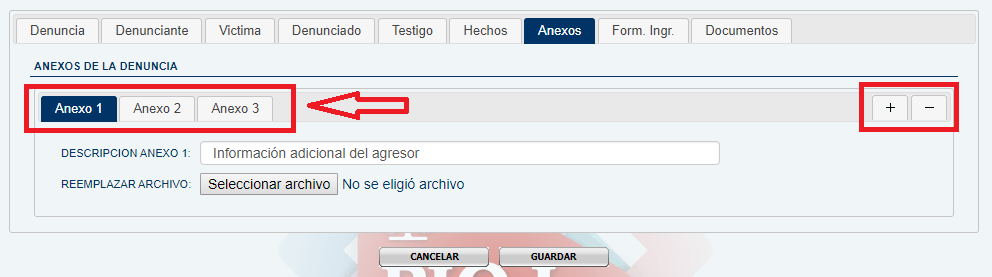 Denuncia Denunciante Victima Denunciado Testigo Hechos Anexos Form. Ingr. Documentos
ANEXOS DE LA DENUNCIA
Anexo 1 Anexo 2 Anexo 3 + −
DESCRIPCION ANEXO 1: Información adicional del agresor
REEMPLAZAR ARCHIVO: Seleccionar archivo No se eligió archivo
CANCELAR GUARDAR